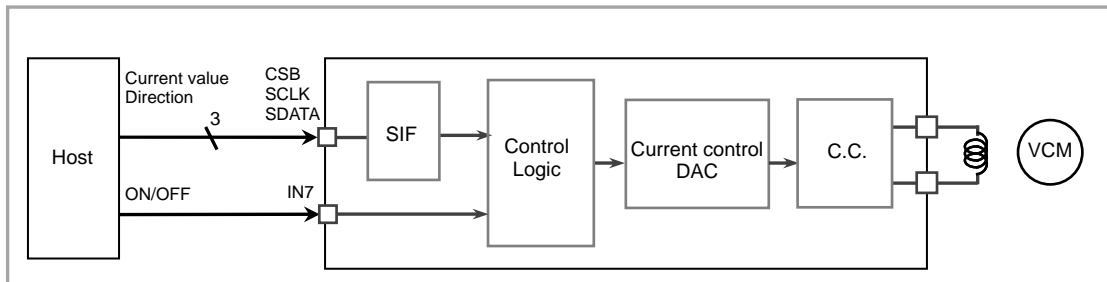 Host
Current value
Direction
3
CSB
SCLK
SDATA
ON/OFF
IN7
SIF
Control
Logic
Current control
DAC
C.C.
VCM